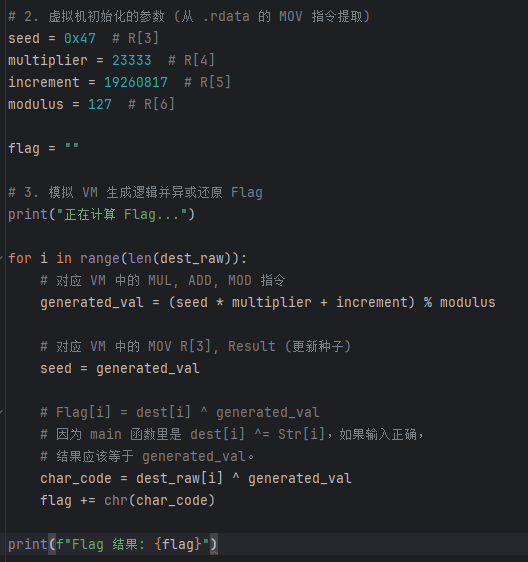 # 2. 虚拟机初始化的参数 (从 .rdata 的 MOV 指令提取)
seed = 0x47  # R[3]
multiplier = 23333  # R[4]
increment = 19260817  # R[5]
modulus = 127  # R[6]
flag = ""
# 3. 模拟 VM 生成逻辑并异或还原 Flag
print("正在计算 Flag...")
for i in range(len(dest_raw)):
    # 对应 VM 中的 MUL, ADD, MOD 指令
    generated_val = (seed * multiplier + increment) % modulus
    # 对应 VM 中的 MOV R[3], Result (更新种子)
    seed = generated_val
    # Flag[i] = dest[i] ^ generated_val
    # 因为 main 函数里是 dest[i] ^= Str[i]，如果输入正确，
    # 结果应该等于 generated_val。
    char_code = dest_raw[i] ^ generated_val
    flag += chr(char_code)
print(f"Flag 结果: {flag}")